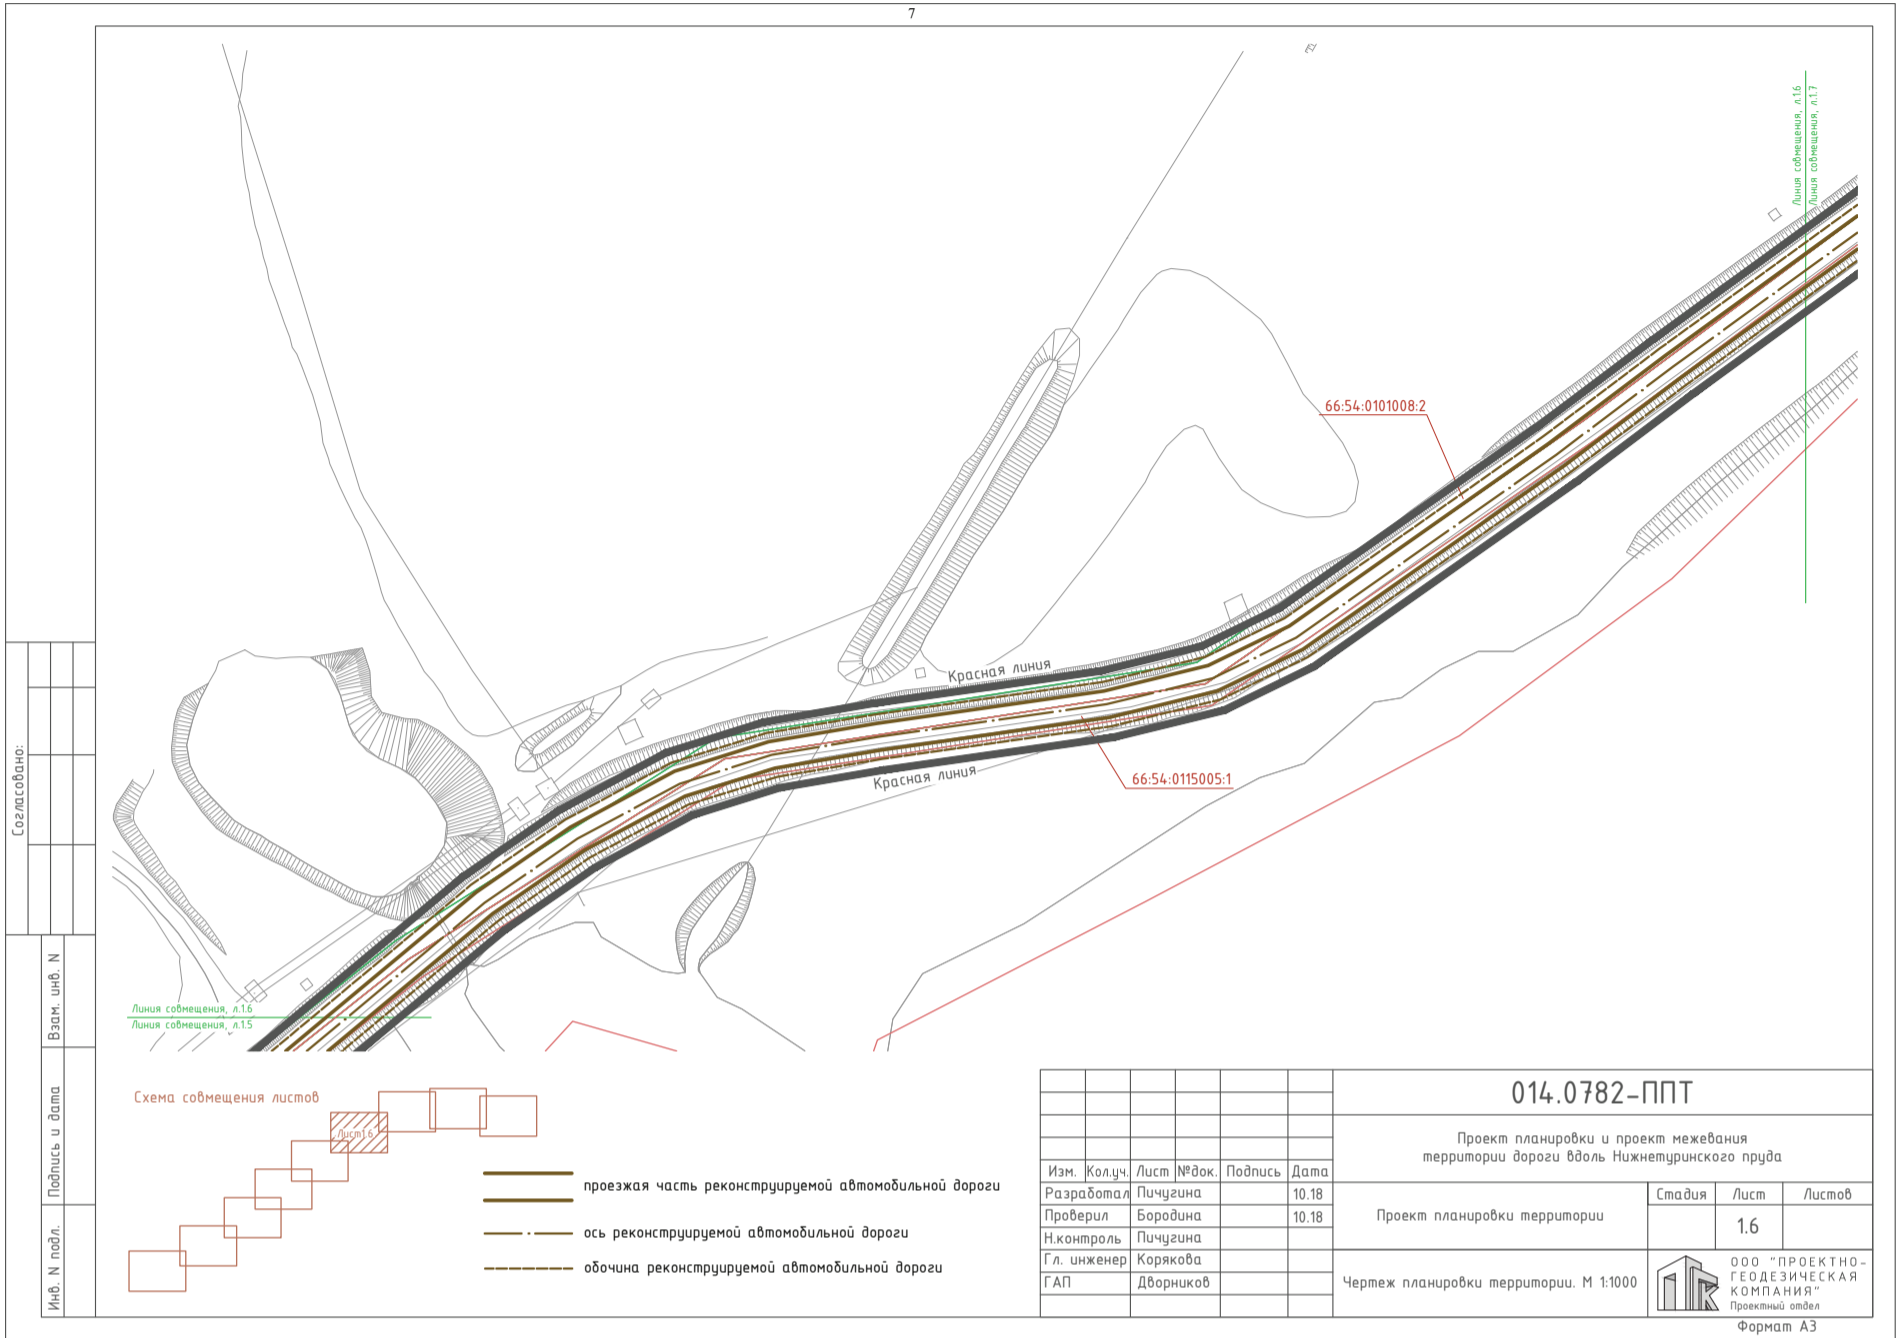 7
Линия совмещения, л.1.6
Линия совмещения, л.1.7
66:54:0101008:2
Красная линия
Красная линия
66:54:0115005:1
Линия совмещения, л.1.6
Линия совмещения, л.1.5
Согласовано:
Взам. инв. N
Подпись и дата
Инв. N подл.
Схема совмещения листов
Лист1.6
проезжая часть реконструируемой автомобильной дороги
ось реконструируемой автомобильной дороги
обочина реконструируемой автомобильной дороги
014.0782-ППТ
Проект планировки и проект межевания
территории дороги вдоль Нижнетуринского пруда
Изм. Кол.уч. Лист №док. Подпись Дата
Разработал Пичугина 10.18
Проверил Бородина 10.18
Н.контроль Пичугина
Гл. инженер Корякова
ГАП Дворников
Проект планировки территории
Стадия Лист Листов
1.6
Чертеж планировки территории. М 1:1000
ООО "ПРОЕКТНО-
ГЕОДЕЗИЧЕСКАЯ
КОМПАНИЯ"
Проектный отдел
Формат А3